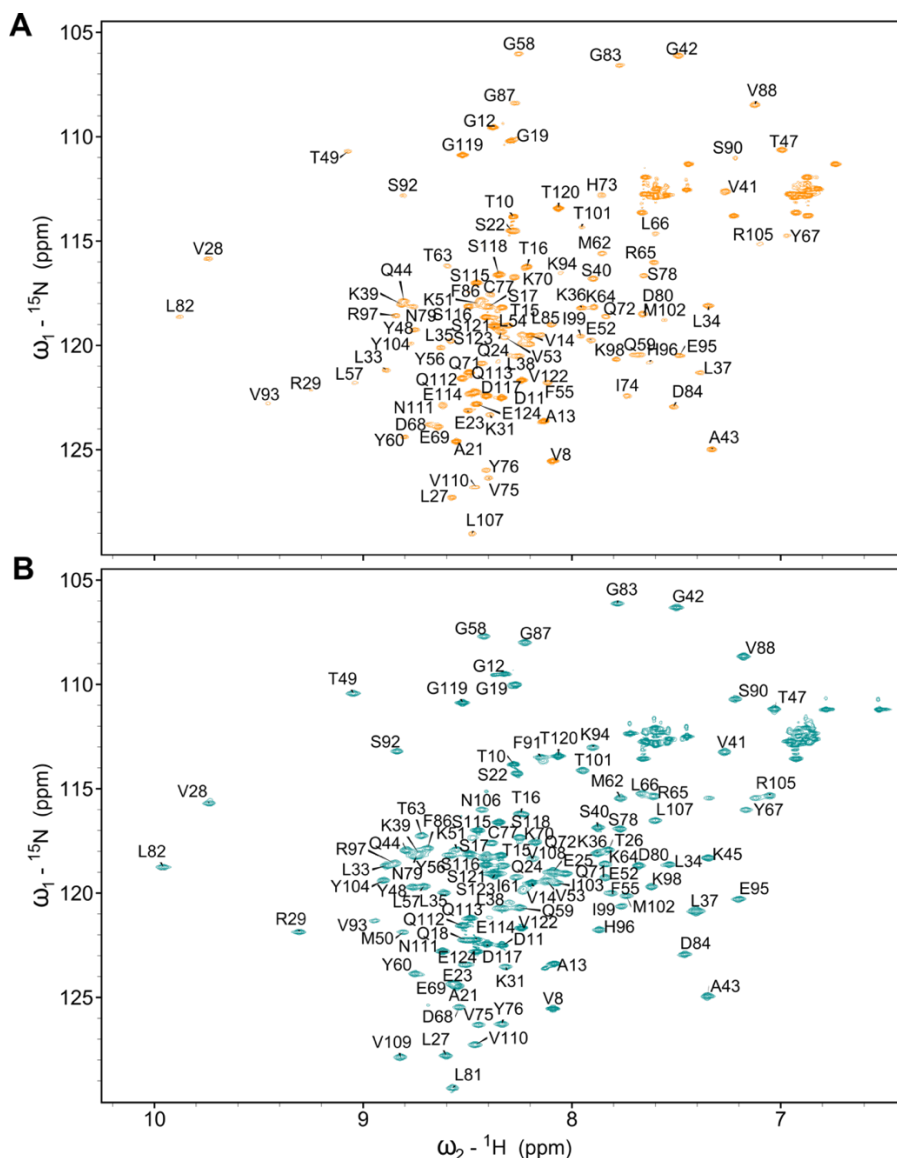 A
105
G58
G83
G42
G87
V88
G12
G19
110
G119
S90
T47
T49
S92
T10
T120
H73
V41
S22
T101
L66
115
V28
S118
T16
M62
R65
R105
Y67
T63
K94
Q44
S115
C77
K70
S40
S78
K39
K51
F86
S17
K36
K64
D80
L82
R97
N79
S116
T15
Q72
M102
L34
Y48
L35
S121
L54
L85
I99
E52
Y104
Y56
S123
V14
V53
K98
Q59
H96
E95
120
L33
Q71
Q24
L38
L37
L57
Q112
Q113
V122
I74
D84
V93
R29
E114
D117
D11
F55
N111
E124
A13
D68
E23
K31
Y60
E69
A43
125
A21
V8
Y76
V110
V75
L27
L107
ω1 - 15N (ppm)
B
105
G83
G42
G58
G87
V88
T49
G12
S90
T47
110
G119
G19
S92
F91
T120
K94
V41
T10
T101
S22
M62
L66
R65
R105
115
V28
N106
T16
L107
Y67
T63
S115
S118
S40
S78
K39
F86
K51
C77
K70
Q72
K36
T26
Q44
S17
T15
V108
E25
K64
D80
K45
L82
R97
Y56
S116
Q24
Q71
L34
L33
N79
S121
E52
K98
Y104
Y48
S123
I61
I103
F55
E95
120
L57
L35
L38
V14
V53
M102
L37
Q113
Q59
I99
R29
V93
Q112
E114
V122
H96
M50
Q18
D11
N111
D117
D84
E124
A13
Y60
E23
K31
E69
A43
125
A21
V8
D68
V75
Y76
V109
L27
V110
L81
ω1 - 15N (ppm)
10
9
8
7
ω2 - 1H (ppm)